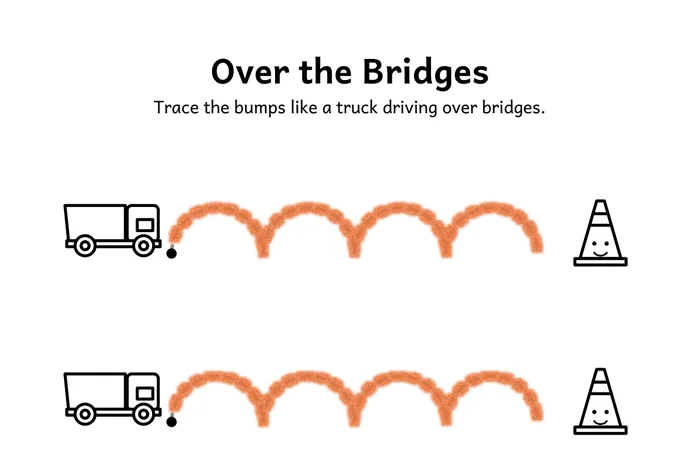 Over the Bridges
Trace the bumps like a truck driving over bridges.